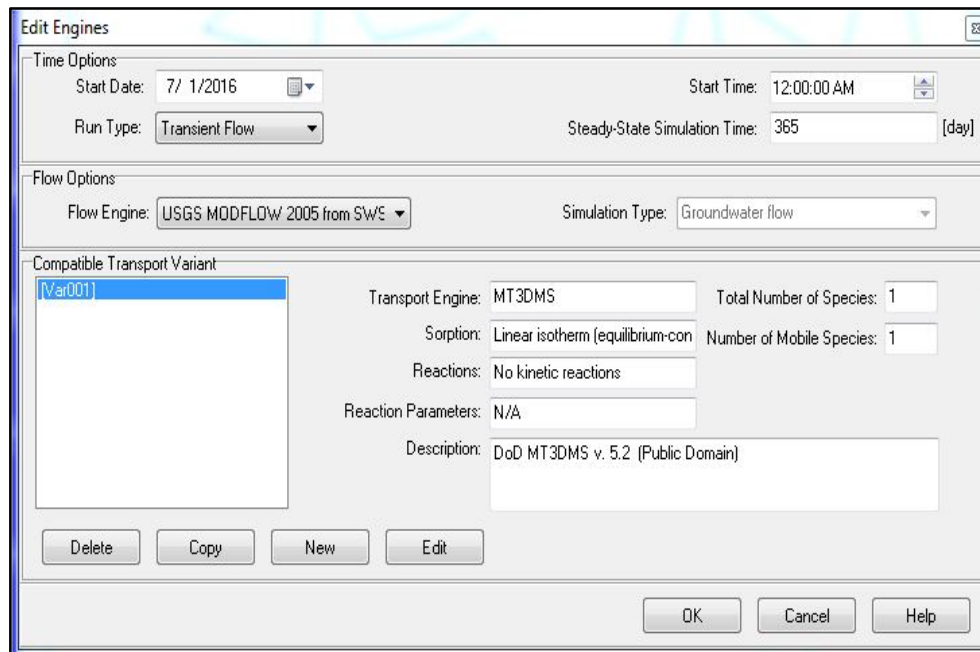 Edit Engines
Time Options
Start Date: 7/ 1/2016 Start Time: 12:00:00 AM
Run Type: Transient Flow Steady-State Simulation Time: 365 [day]
Flow Options
Flow Engine: USGS MODFLOW 2005 from SWS Simulation Type: Groundwater flow
Compatible Transport Variant
[Var001]
Transport Engine: MT3DMS Total Number of Species: 1
Sorption: Linear isotherm (equilibrium-con Number of Mobile Species: 1
Reactions: No kinetic reactions
Reaction Parameters: N/A
Description: DoD MT3DMS v. 5.2 (Public Domain)
Delete Copy New Edit
OK Cancel Help